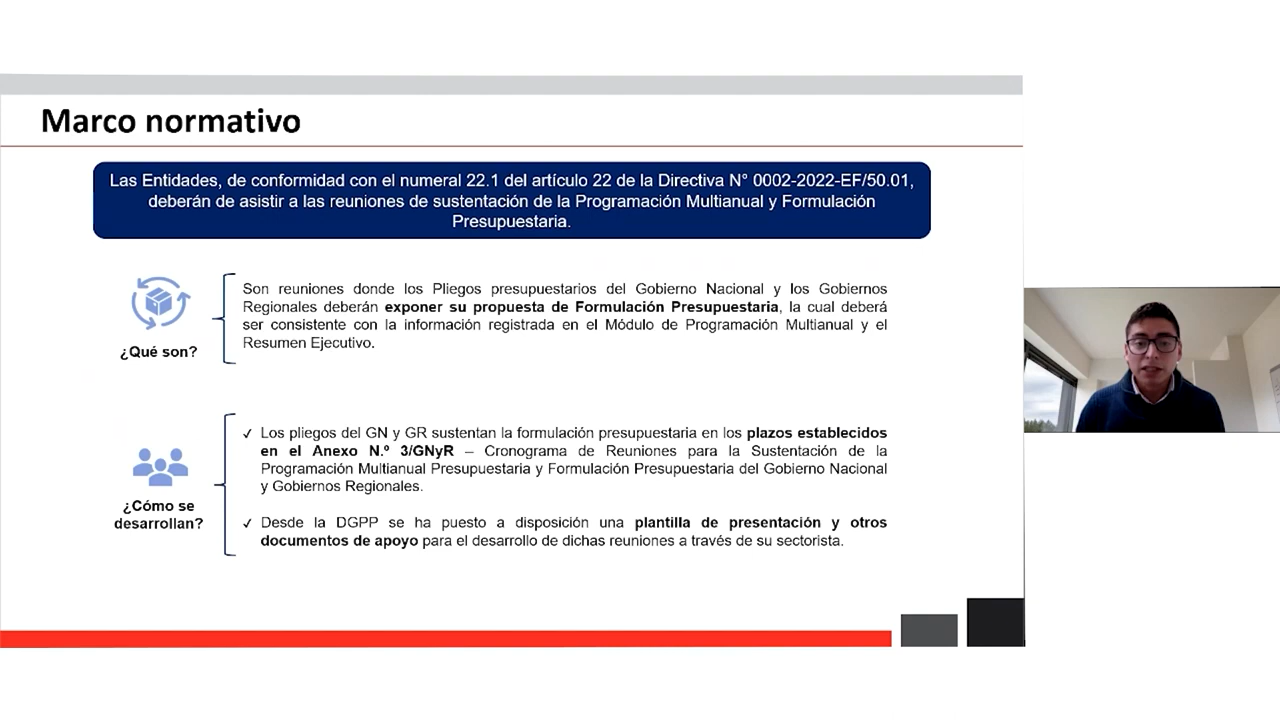 Marco normativo
Las Entidades, de conformidad con el numeral 22.1 del artículo 22 de la Directiva N° 0002-2022-EF/50.01,
deberán de asistir a las reuniones de sustentación de la Programación Multianual y Formulación
Presupuestaria.
¿Qué son?
Son reuniones donde los Pliegos presupuestarios del Gobierno Nacional y los Gobiernos
Regionales deberán exponer su propuesta de Formulación Presupuestaria, la cual deberá
ser consistente con la información registrada en el Módulo de Programación Multianual y el
Resumen Ejecutivo.
¿Cómo se
desarrollan?
✓ Los pliegos del GN y GR sustentan la formulación presupuestaria en los plazos establecidos
en el Anexo N.º 3/GNyR – Cronograma de Reuniones para la Sustentación de la
Programación Multianual Presupuestaria y Formulación Presupuestaria del Gobierno Nacional
y Gobiernos Regionales.
✓ Desde la DGPP se ha puesto a disposición una plantilla de presentación y otros
documentos de apoyo para el desarrollo de dichas reuniones a través de su sectorista.